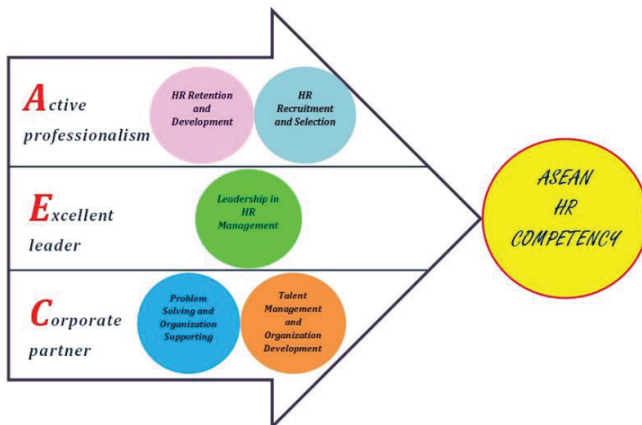 Active
professionalism
HR Retention
and
Development
HR
Recruitment
and Selection
Excellent
leader
Leadership in
HR
Management
Corporate
partner
Problem
Solving and
Organization
Supporting
Talent
Management
and
Organization
Development
ASEAN
HR
COMPETENCY